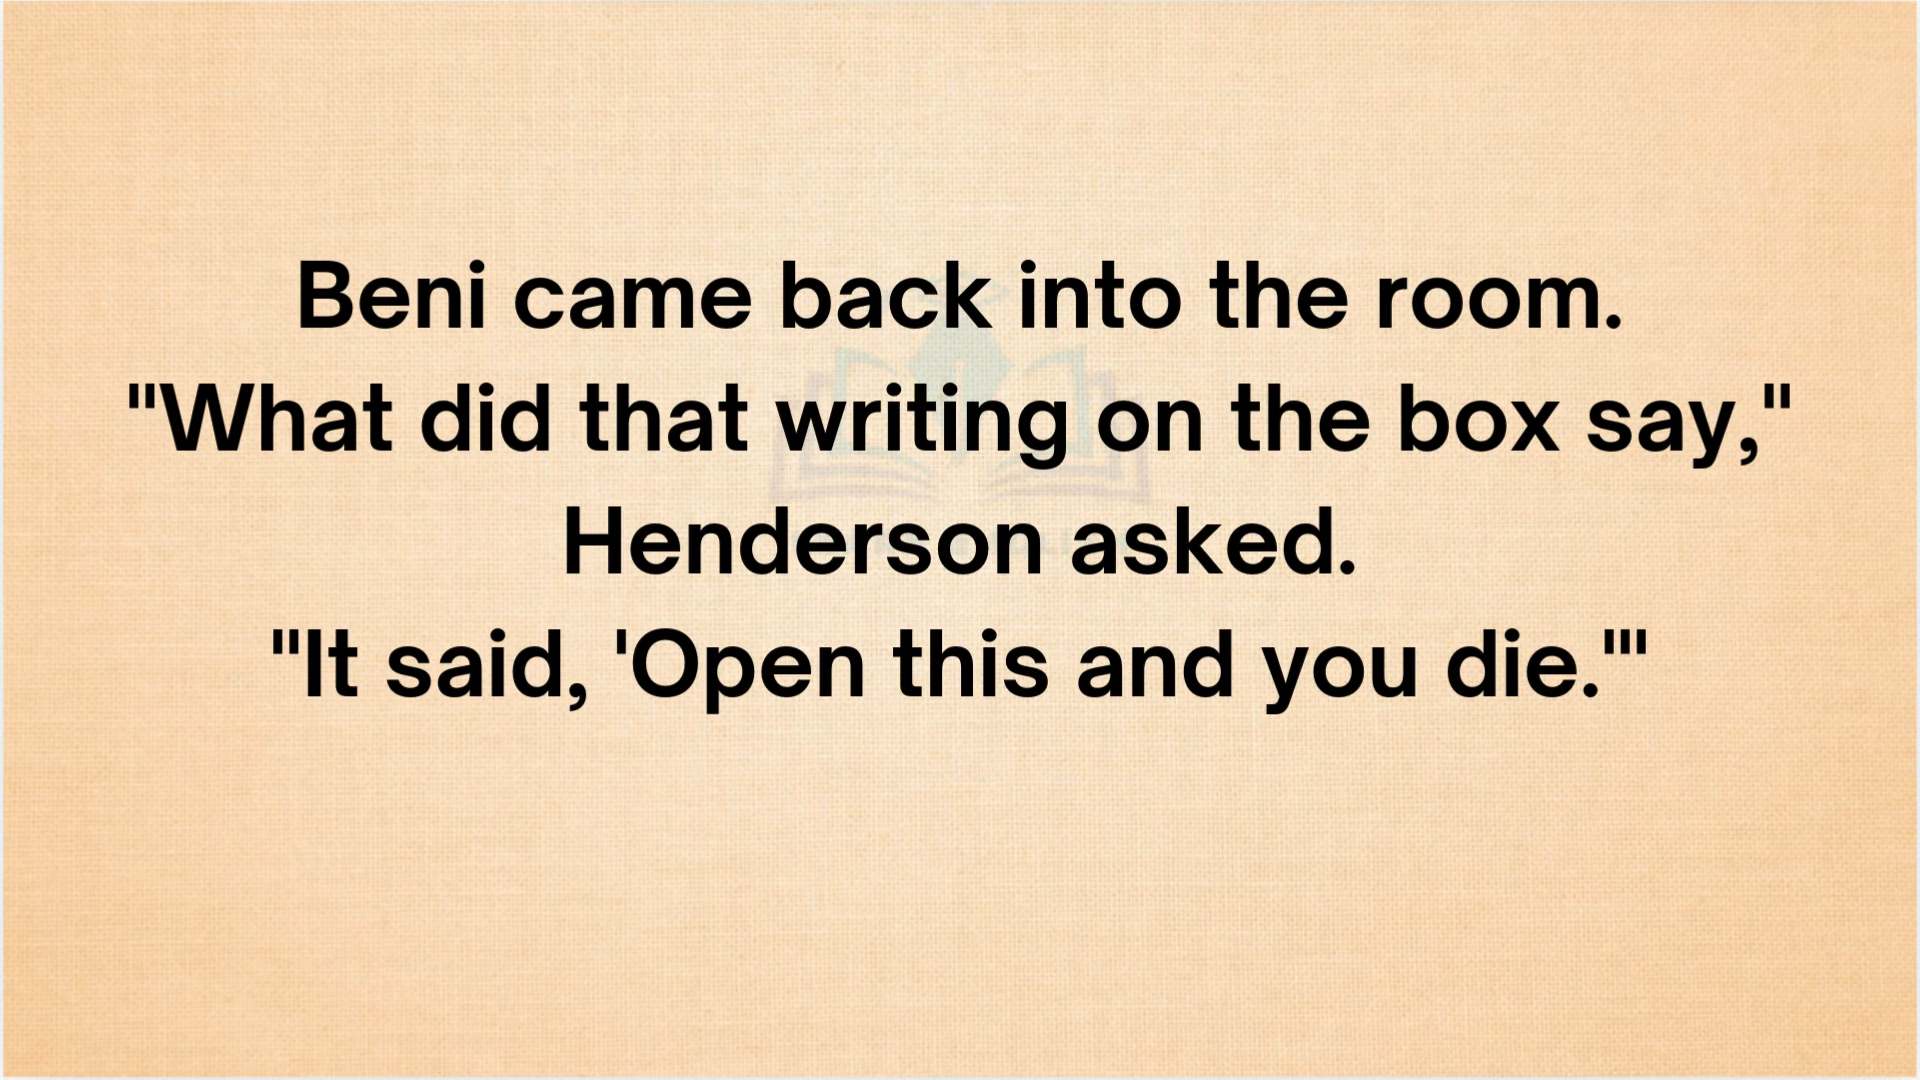 Beni came back into the room.
"What did that writing on the box say,"
Henderson asked.
"It said, 'Open this and you die.'"